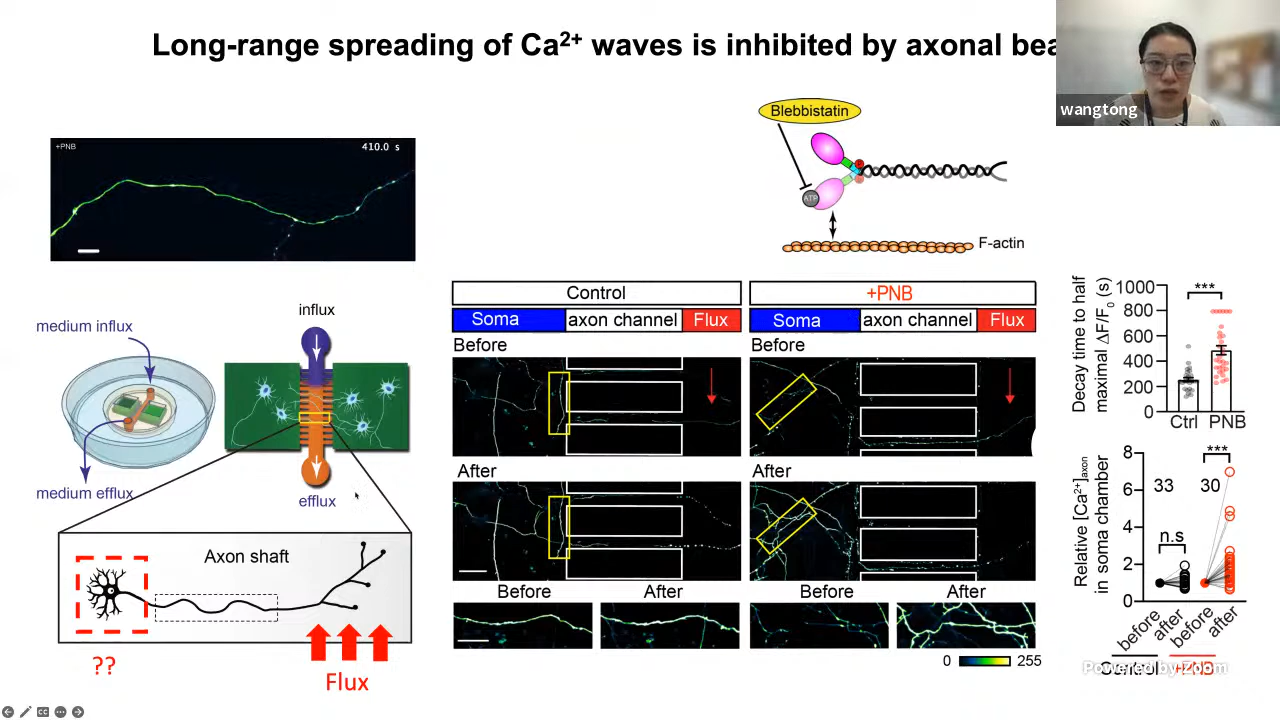 Long-range spreading of Ca2+ waves is inhibited by axonal
wangtong
+PNB
410.0 s
Blebbistatin
ATP
F-actin
medium influx
influx
medium efflux
efflux
Axon shaft
??
Flux
Control
+PNB
Soma
axon channel
Flux
Soma
axon channel
Flux
Before
Before
After
After
Before
After
Before
After
0
255
Decay time to half
maximal ΔF/F0 (s)
1000
800
600
400
200
0
***
Ctrl
PNB
Relative [Ca2+]axon
in soma chamber
8
6
4
2
0
33
30
n.s
***
before
after
before
after
Control
+PNB
Powered by Zoom